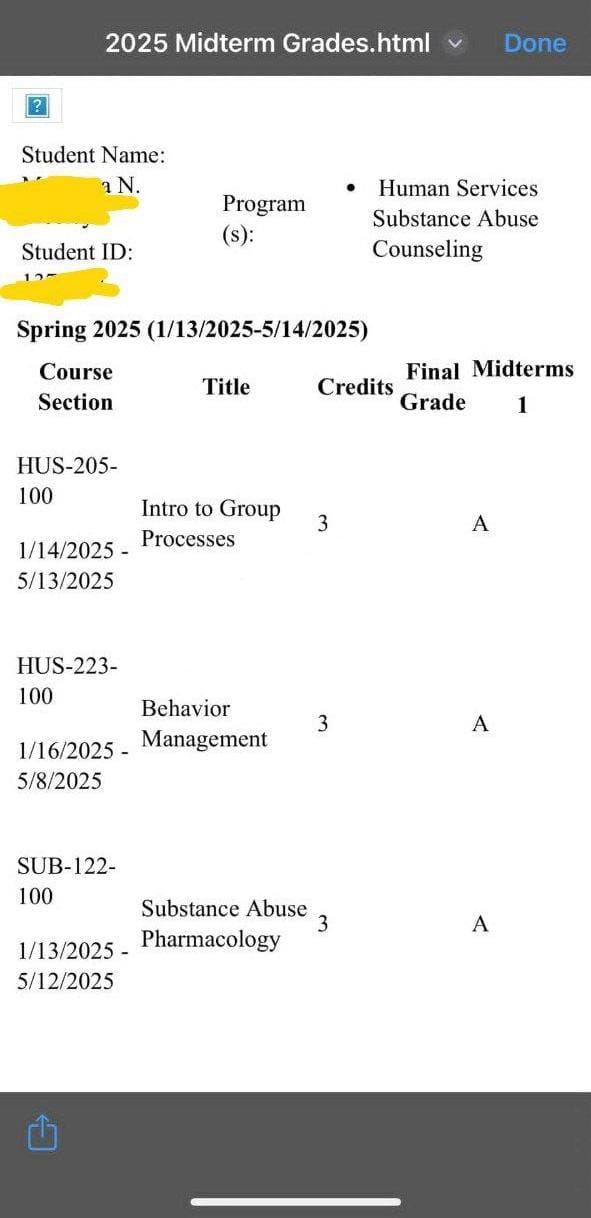 2025 Midterm Grades.html
Done
Student Name:
a N.
Student ID:
Program
(s):
• Human Services
Substance Abuse
Counseling
Spring 2025 (1/13/2025-5/14/2025)
Course
Section
Title
Credits
Final
Grade
Midterms
1
HUS-205-
100
1/14/2025 -
5/13/2025
Intro to Group
Processes
3
A
HUS-223-
100
1/16/2025 -
5/8/2025
Behavior
Management
3
A
SUB-122-
100
1/13/2025 -
5/12/2025
Substance Abuse
Pharmacology
3
A